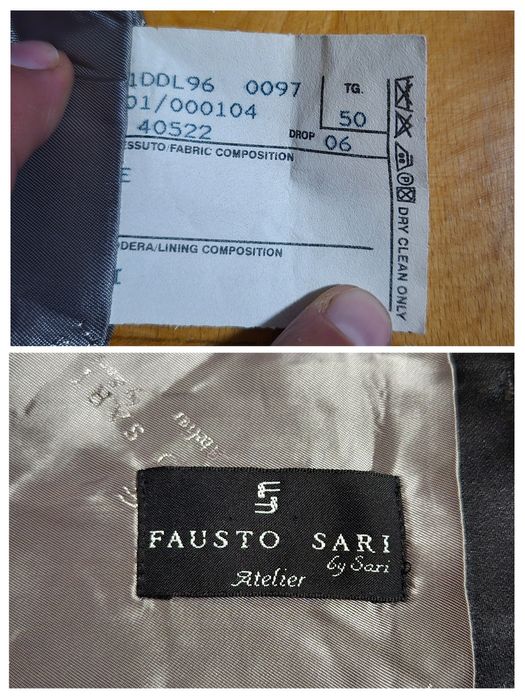 1DDL96 0097
TG.
01/000104
50
40522
DROP 06
ESSUTO/FABRIC COMPOSITION
E
ODERA/LINING COMPOSITION
I
DRY CLEAN ONLY
FAUSTO SARI
by Sari
Atelier